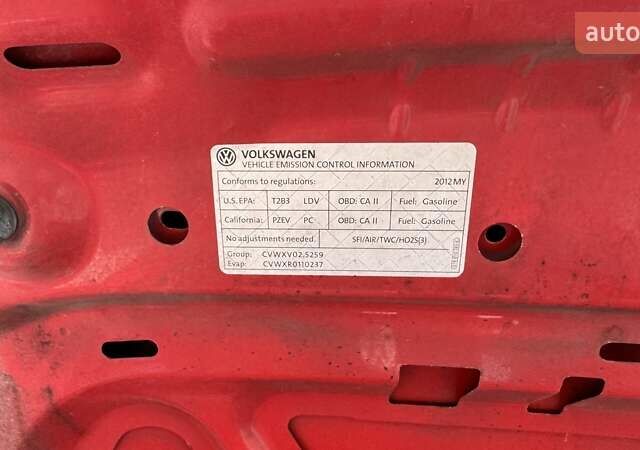 auto
VOLKSWAGEN
VEHICLE EMISSION CONTROL INFORMATION
Conforms to regulations: 2012 MY
U.S. EPA: T2B3 LDV OBD: CA II Fuel: Gasoline
California: PZEV PC OBD: CA II Fuel: Gasoline
No adjustments needed. SFI/AIR/TWC/HO2S(3)
Group: CVWXV02.5259
Evap: CVWXR0110237